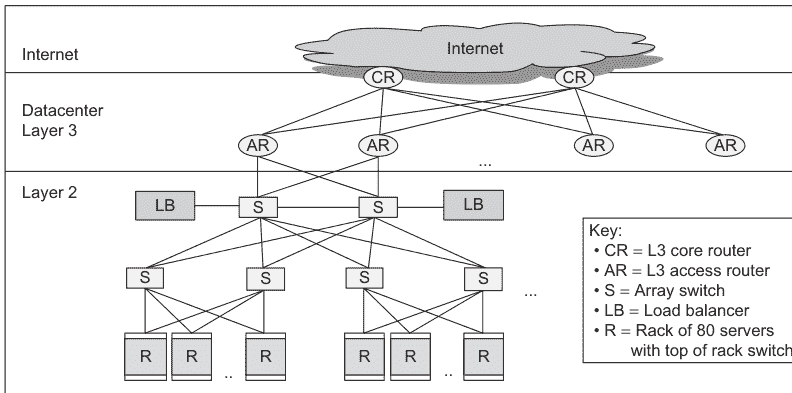 Internet
Internet
CR CR
Datacenter
Layer 3
AR AR AR AR
...
Layer 2
LB S S LB
S S S S
...
R R R R R R
.. ..
Key:
• CR = L3 core router
• AR = L3 access router
• S = Array switch
• LB = Load balancer
• R = Rack of 80 servers
with top of rack switch